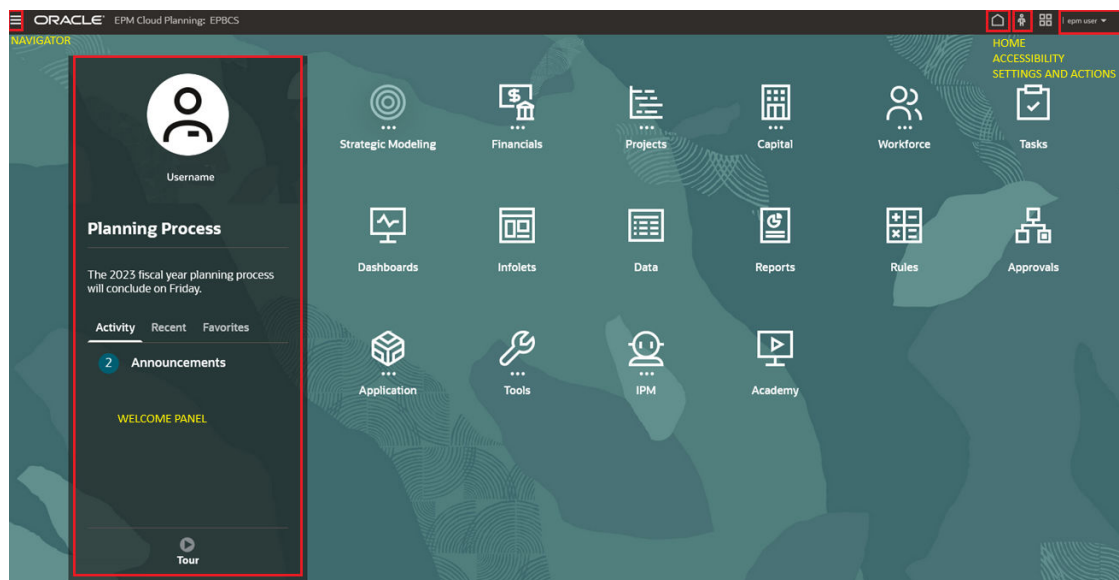 ORACLE EPM Cloud Planning: EPBCS
epm user
NAVIGATOR
HOME
ACCESSIBILITY
SETTINGS AND ACTIONS
Username
Planning Process
The 2023 fiscal year planning process
will conclude on Friday.
Activity Recent Favorites
2 Announcements
WELCOME PANEL
Tour
Strategic Modeling Financials Projects Capital Workforce Tasks
Dashboards Infolets Data Reports Rules Approvals
Application Tools IPM Academy